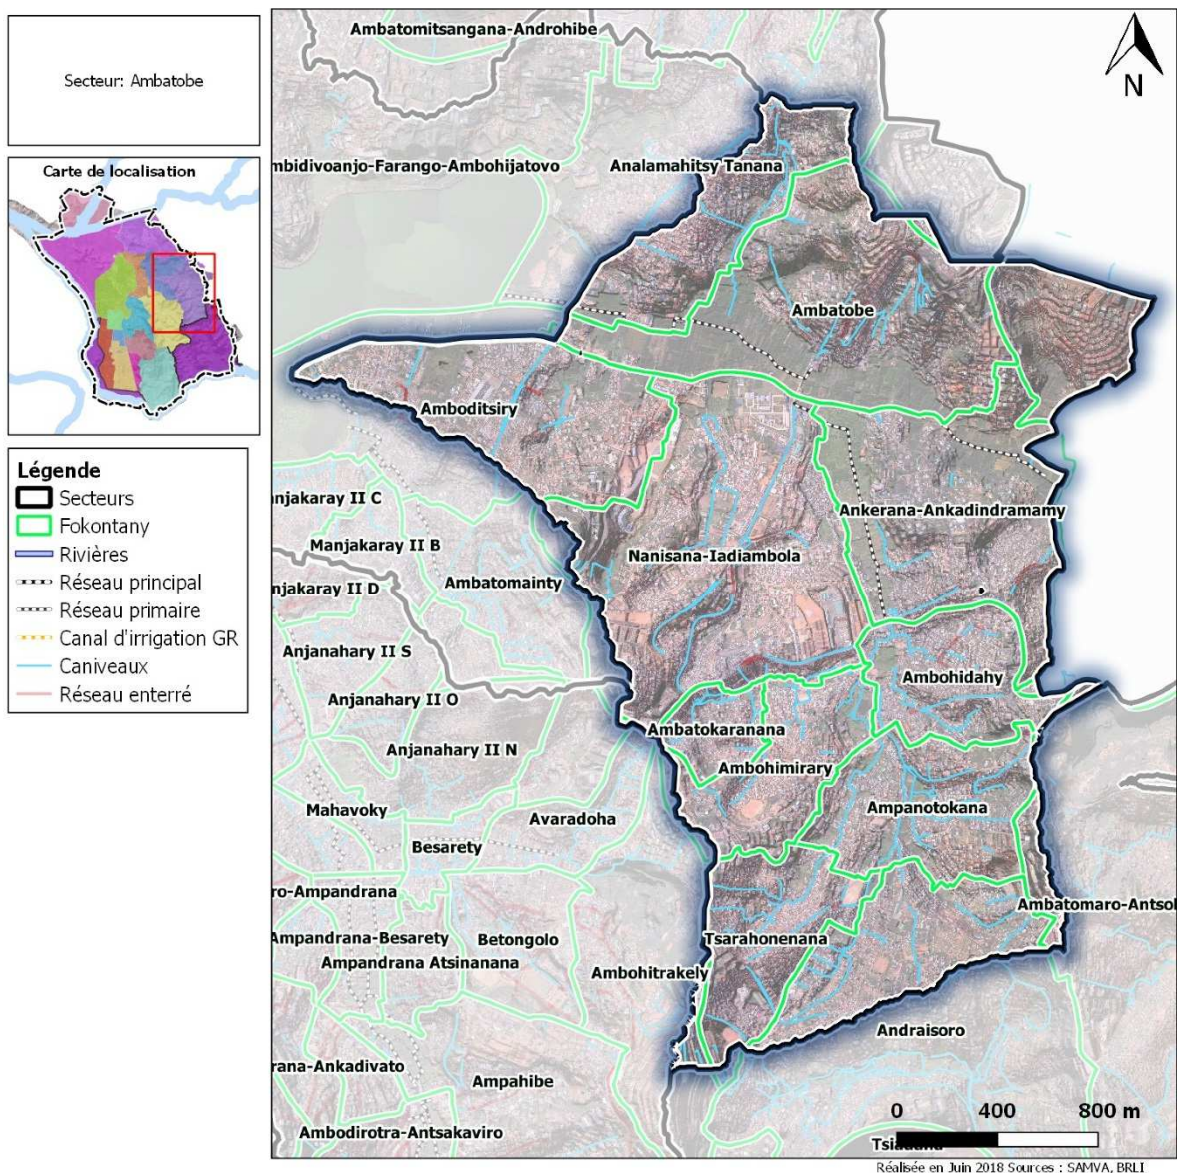 Secteur: Ambatobe
Carte de localisation
Légende
Secteurs
Fokontany
Rivières
Réseau principal
Réseau primaire
Canal d'irrigation GR
Caniveaux
Réseau enterré
Ambatomitsangana-Androhibe
N
mbidivoanjo-Farango-Ambohijatovo
Analamahitsy Tanana
Ambatobe
Amboditsiry
anjakaray II C
Ankerana-Ankadindramamy
Manjakaray II B
Nanisana-Iadiambola
Ambatomainty
njakaray II D
Anjanahary II S
Ambohidahy
Anjanahary II O
Ambatokaranana
Anjanahary II N
Ambohimirary
Mahavoky
Ampanotokana
Avaradoha
Besarety
ro-Ampandrana
Ambatomaro-Antsol
Ampandrana-Besarety
Betongolo
Tsarahonenana
Ampandrana Atsinanana
Ambohitrakely
Andraisoro
rana-Ankadivato
Ampahibe
0 400 800 m
Ambodirotra-Antsakaviro
Réalisée en Juin 2018 Sources : SAMVA, BRLI